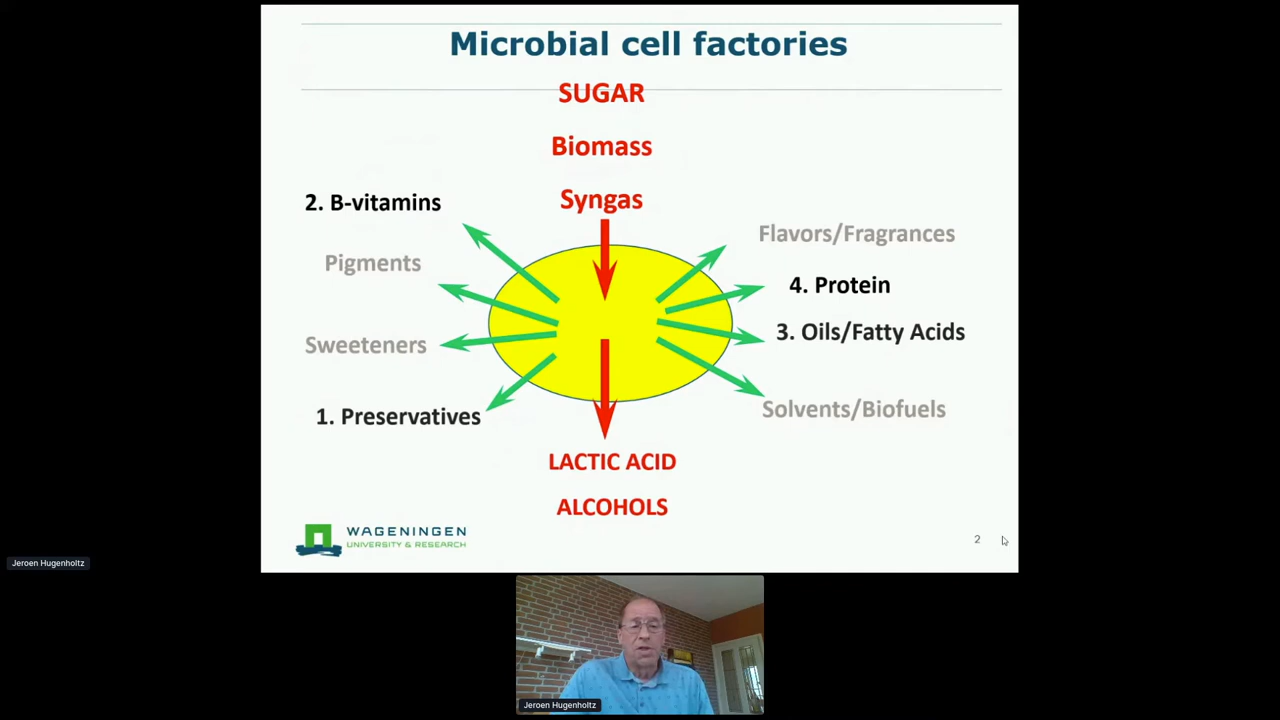 Microbial cell factories
SUGAR
Biomass
Syngas
2. B-vitamins
Pigments
Sweeteners
1. Preservatives
Flavors/Fragrances
4. Protein
3. Oils/Fatty Acids
Solvents/Biofuels
LACTIC ACID
ALCOHOLS
WAGENINGEN
UNIVERSITY & RESEARCH
2
Jeroen Hugenholtz
Jeroen Hugenholtz